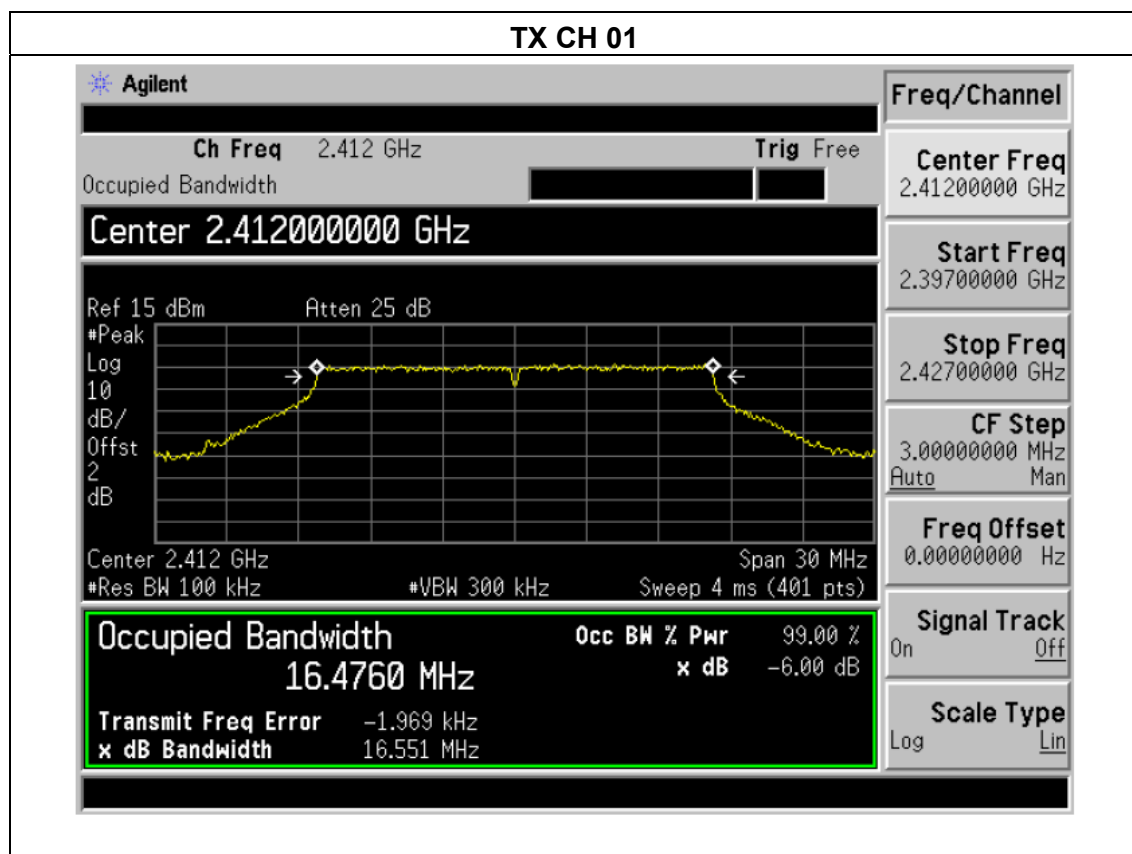 TX CH 01
Agilent
Freq/Channel
Ch Freq 2.412 GHz Trig Free
Occupied Bandwidth
Center 2.412000000 GHz
Ref 15 dBm Atten 25 dB
#Peak
Log
10
dB/
Offst
2
dB
Center 2.412 GHz Span 30 MHz
#Res BW 100 kHz #VBW 300 kHz Sweep 4 ms (401 pts)
Occupied Bandwidth Occ BW % Pwr 99.00 %
16.4760 MHz x dB -6.00 dB
Transmit Freq Error -1.969 kHz
x dB Bandwidth 16.551 MHz
Center Freq
2.41200000 GHz
Start Freq
2.39700000 GHz
Stop Freq
2.42700000 GHz
CF Step
3.00000000 MHz
Auto Man
Freq Offset
0.00000000 Hz
Signal Track
On Off
Scale Type
Log Lin